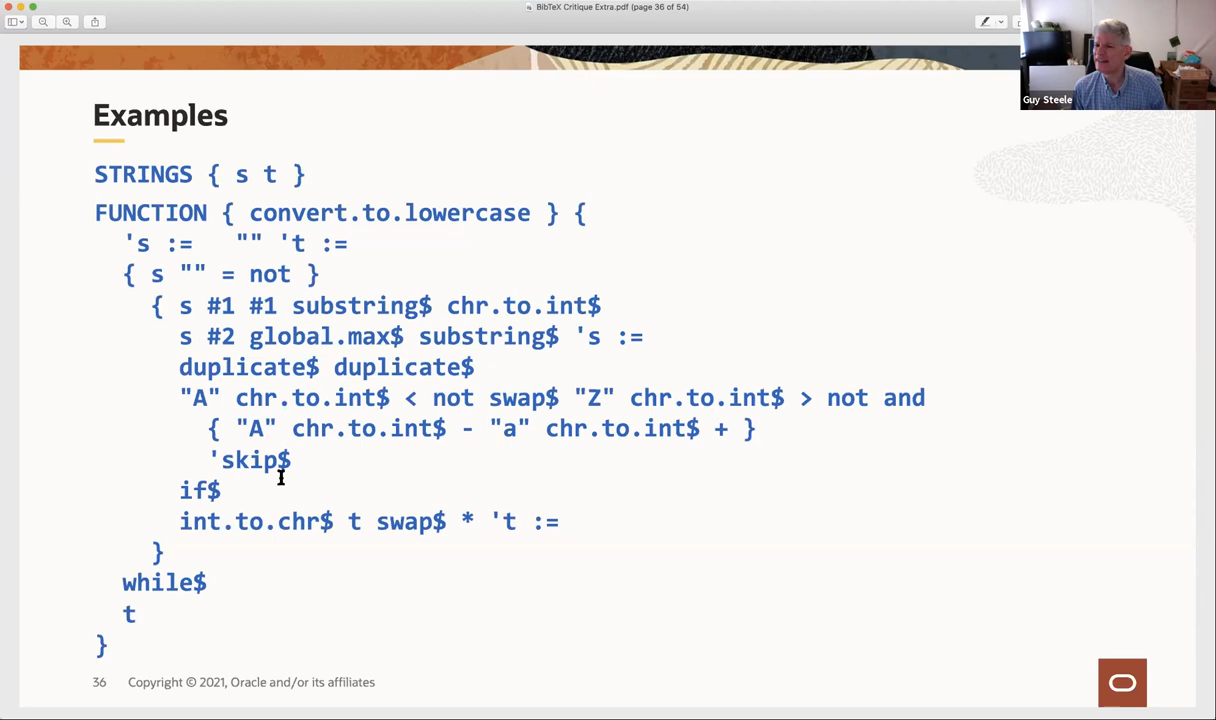 BibTeX Critique Extra.pdf (page 36 of 54)
Guy Steele
Examples
STRINGS { s t }
FUNCTION { convert.to.lowercase } {
's := "" 't :=
{ s "" = not }
{ s #1 #1 substring$ chr.to.int$
s #2 global.max$ substring$ 's :=
duplicate$ duplicate$
"A" chr.to.int$ < not swap$ "Z" chr.to.int$ > not and
{ "A" chr.to.int$ - "a" chr.to.int$ + }
'skip$
if$
int.to.chr$ t swap$ * 't :=
}
while$
t
}
36 Copyright © 2021, Oracle and/or its affiliates